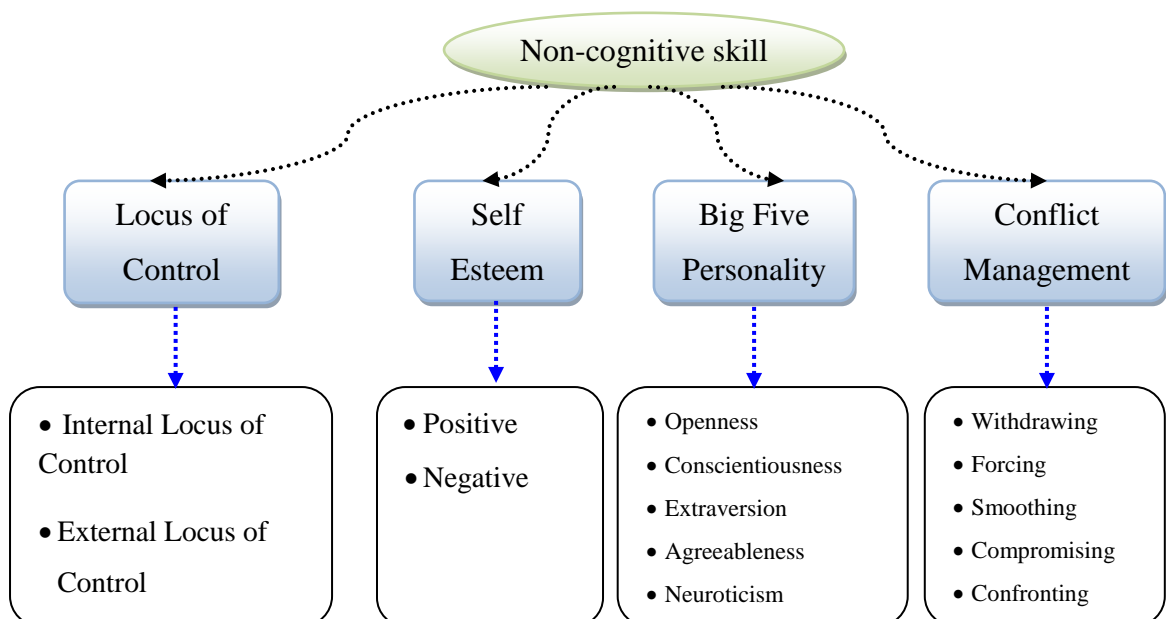 Non-cognitive skill
Locus of
Control
Self
Esteem
Big Five
Personality
Conflict
Management
• Internal Locus of
Control
• External Locus of
Control
• Positive
• Negative
• Openness
• Conscientiousness
• Extraversion
• Agreeableness
• Neuroticism
• Withdrawing
• Forcing
• Smoothing
• Compromising
• Confronting